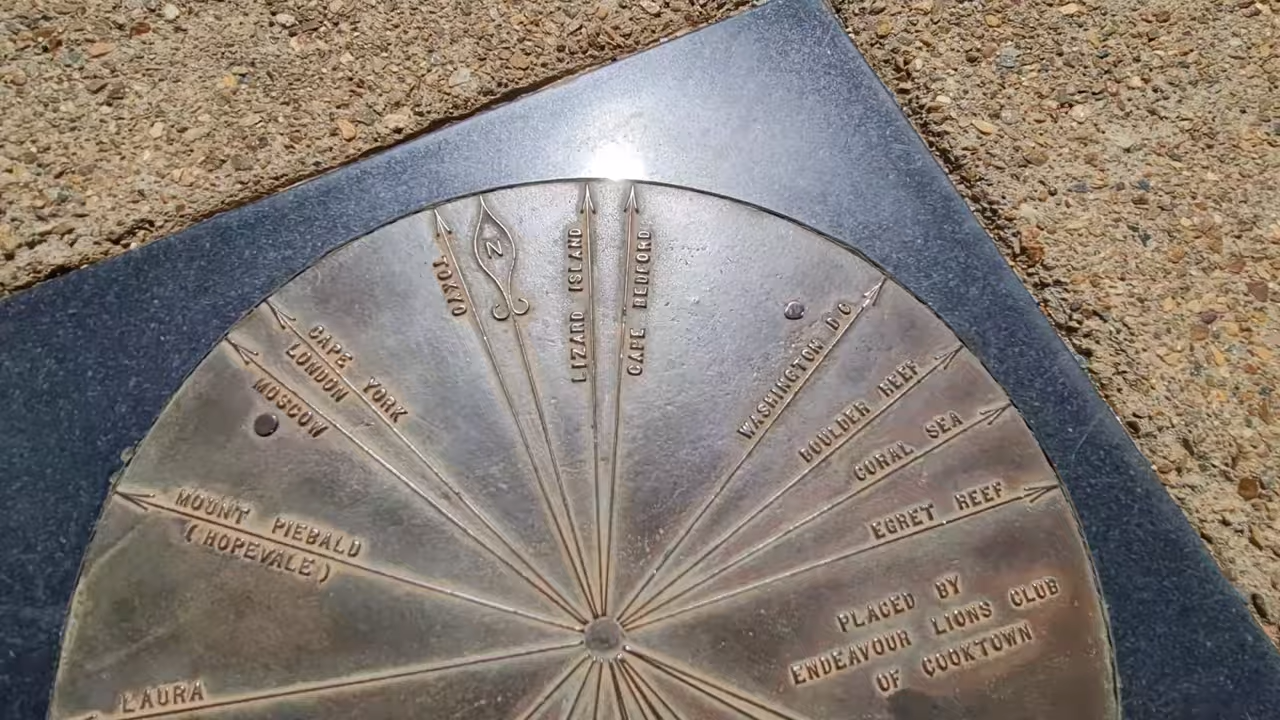 TOKYO
N
LIZARD ISLAND
CAPE BEDFORD
WASHINGTON D C
BOULDER REEF
CORAL SEA
EGRET REEF
CAPE YORK
LONDON
MOSCOW
MOUNT PIEBALD
(HOPEVALE)
LAURA
PLACED BY
ENDEAVOUR LIONS CLUB
OF COOKTOWN